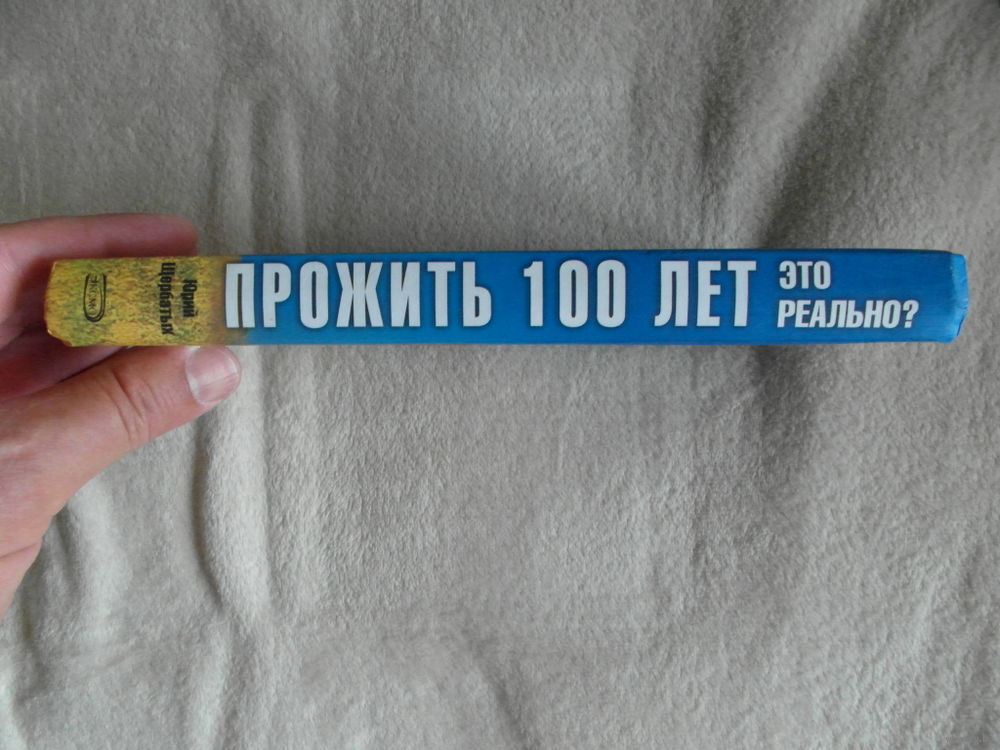 Юрий
Щербатых
ПРОЖИТЬ 100 ЛЕТ
ЭТО
РЕАЛЬНО?